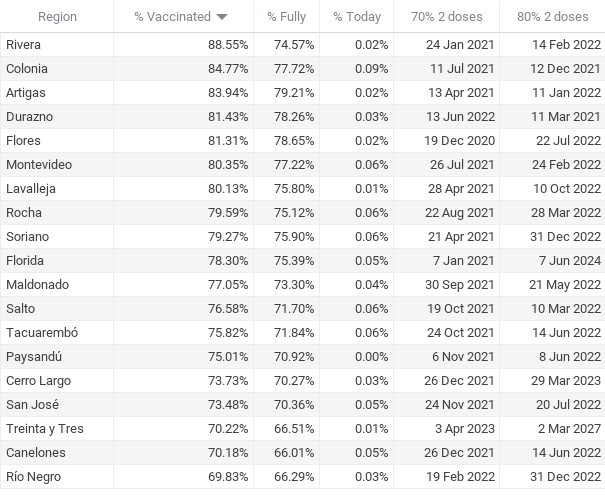 Region % Vaccinated % Fully % Today 70% 2 doses 80% 2 doses
Rivera 88.55% 74.57% 0.02% 24 Jan 2021 14 Feb 2022
Colonia 84.77% 77.72% 0.09% 11 Jul 2021 12 Dec 2021
Artigas 83.94% 79.21% 0.02% 13 Apr 2021 11 Jan 2022
Durazno 81.43% 78.26% 0.03% 13 Jun 2022 11 Mar 2021
Flores 81.31% 78.65% 0.02% 19 Dec 2020 22 Jul 2022
Montevideo 80.35% 77.22% 0.06% 26 Jul 2021 24 Feb 2022
Lavalleja 80.13% 75.80% 0.01% 28 Apr 2021 10 Oct 2022
Rocha 79.59% 75.12% 0.06% 22 Aug 2021 28 Mar 2022
Soriano 79.27% 75.90% 0.06% 21 Apr 2021 31 Dec 2022
Florida 78.30% 75.39% 0.05% 7 Jan 2021 7 Jun 2024
Maldonado 77.05% 73.30% 0.04% 30 Sep 2021 21 May 2022
Salto 76.58% 71.70% 0.06% 19 Oct 2021 10 Mar 2022
Tacuarembó 75.82% 71.84% 0.06% 24 Oct 2021 14 Jun 2022
Paysandú 75.01% 70.92% 0.00% 6 Nov 2021 8 Jun 2022
Cerro Largo 73.73% 70.27% 0.03% 26 Dec 2021 29 Mar 2023
San José 73.48% 70.36% 0.05% 24 Nov 2021 20 Jul 2022
Treinta y Tres 70.22% 66.51% 0.01% 3 Apr 2023 2 Mar 2027
Canelones 70.18% 66.01% 0.05% 26 Dec 2021 14 Jun 2022
Río Negro 69.83% 66.29% 0.03% 19 Feb 2022 31 Dec 2022